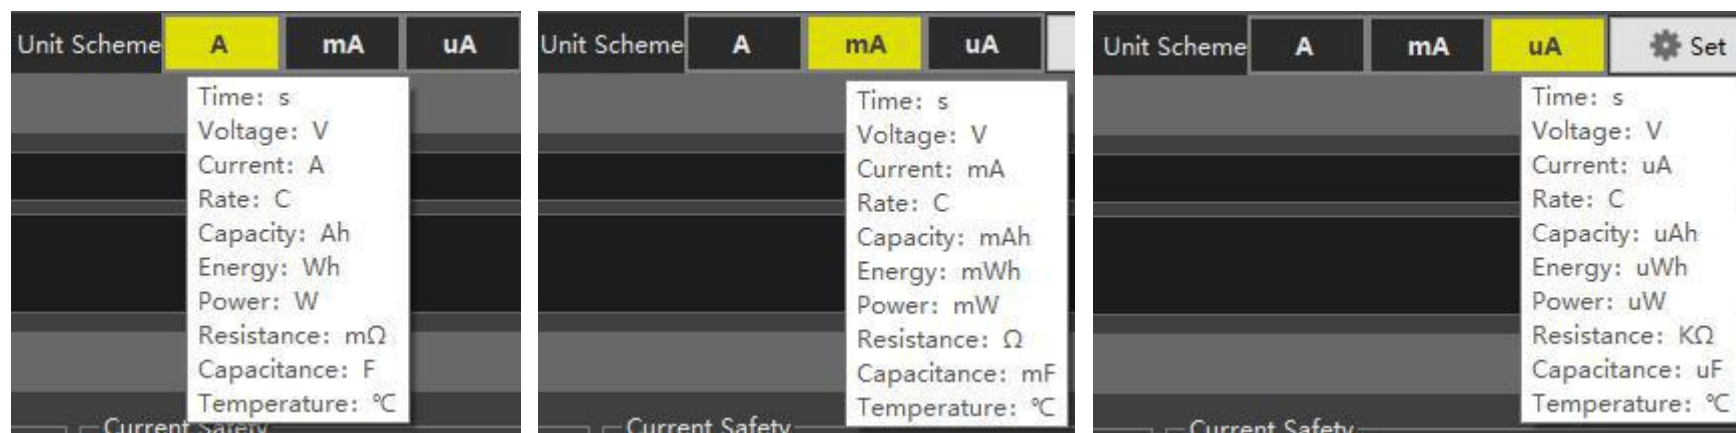 Unit Scheme A mA uA
Time: s
Voltage: V
Current: A
Rate: C
Capacity: Ah
Energy: Wh
Power: W
Resistance: mΩ
Capacitance: F
Temperature: ℃
Current Safety
Unit Scheme A mA uA
Time: s
Voltage: V
Current: mA
Rate: C
Capacity: mAh
Energy: mWh
Power: mW
Resistance: Ω
Capacitance: mF
Temperature: ℃
Current Safety
Unit Scheme A mA uA Set
Time: s
Voltage: V
Current: uA
Rate: C
Capacity: uAh
Energy: uWh
Power: uW
Resistance: KΩ
Capacitance: uF
Temperature: ℃
Current Safety